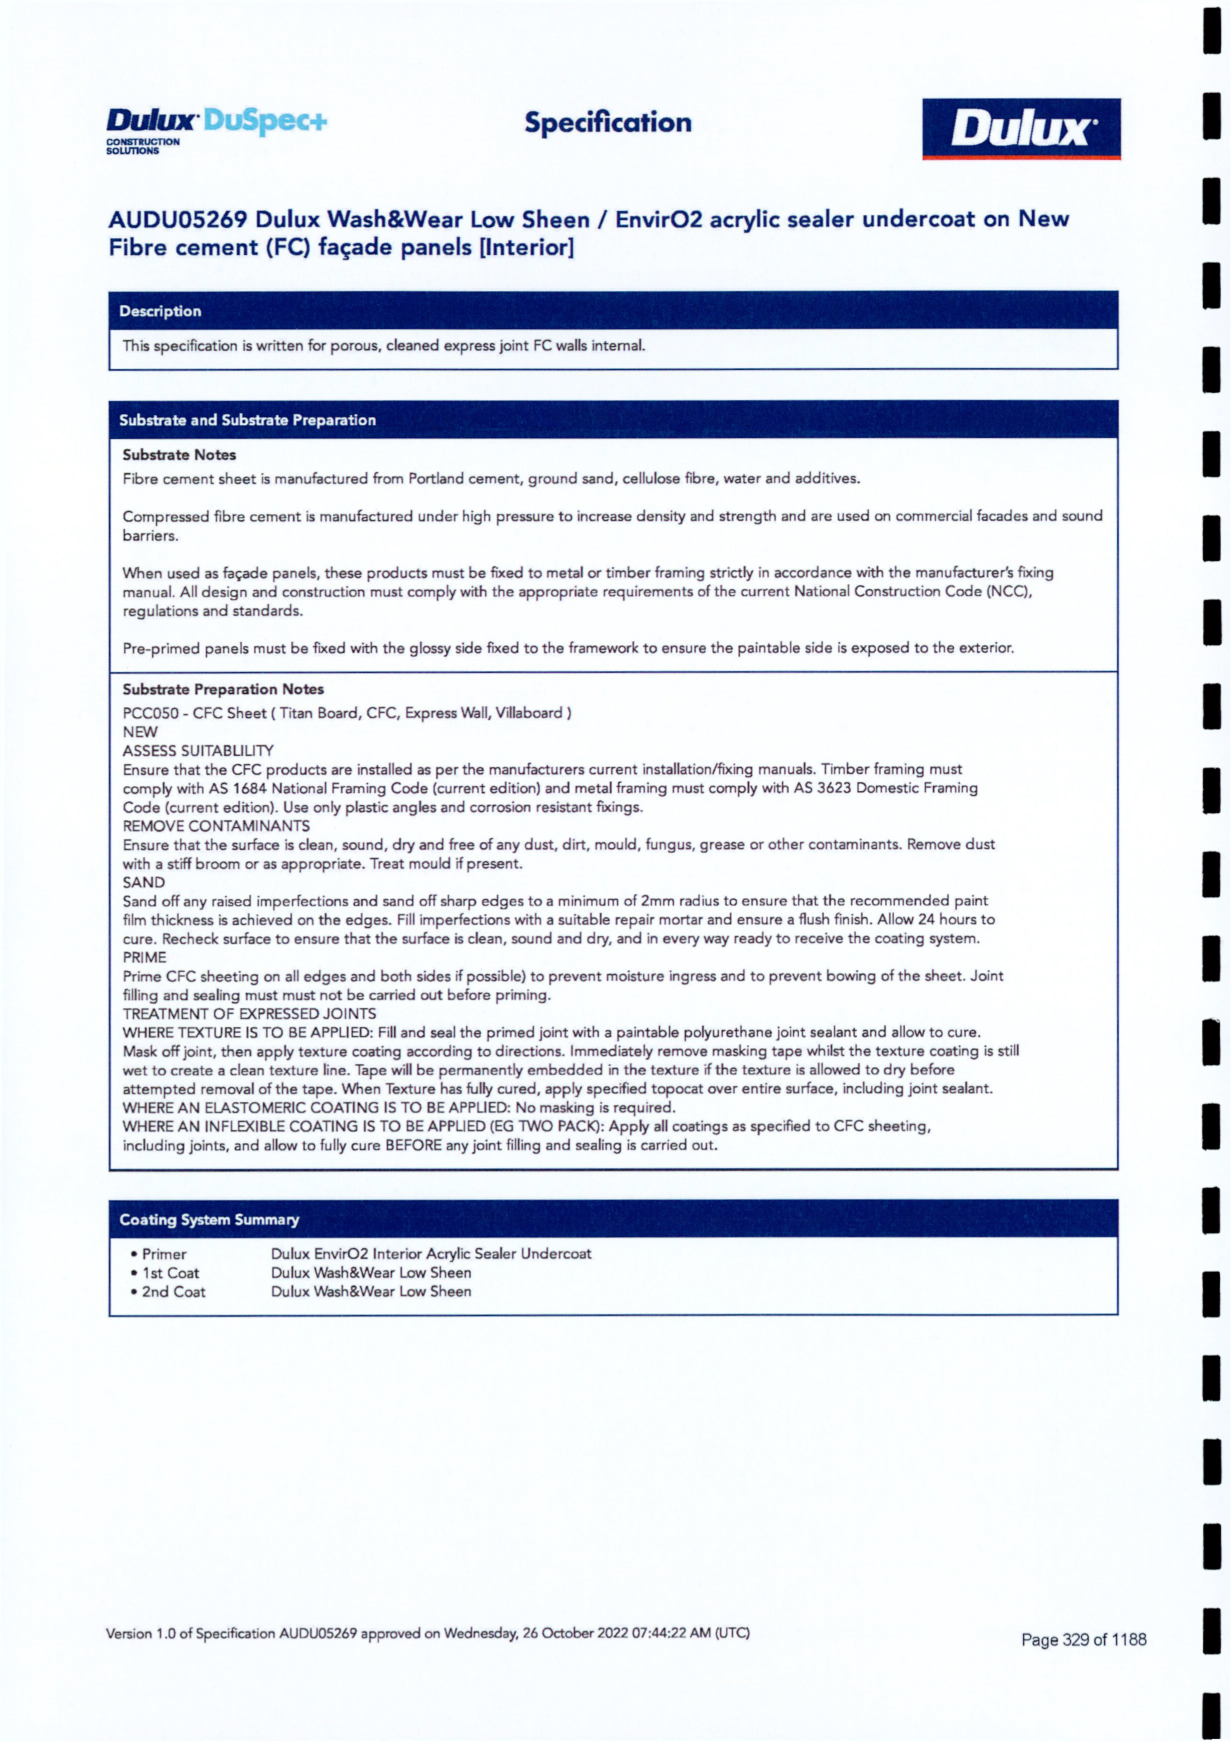 Dulux DuSpec+
CONSTRUCTION
SOLUTIONS
Specification
Dulux
AUDU05269 Dulux Wash&Wear Low Sheen / EnvirO2 acrylic sealer undercoat on New
Fibre cement (FC) façade panels [Interior]
Description
This specification is written for porous, cleaned express joint FC walls internal.
Substrate and Substrate Preparation
Substrate Notes
Fibre cement sheet is manufactured from Portland cement, ground sand, cellulose fibre, water and additives.
Compressed fibre cement is manufactured under high pressure to increase density and strength and are used on commercial facades and sound
barriers.
When used as façade panels, these products must be fixed to metal or timber framing strictly in accordance with the manufacturer's fixing
manual. All design and construction must comply with the appropriate requirements of the current National Construction Code (NCC),
regulations and standards.
Pre-primed panels must be fixed with the glossy side fixed to the framework to ensure the paintable side is exposed to the exterior.
Substrate Preparation Notes
PCC050 - CFC Sheet ( Titan Board, CFC, Express Wall, Villaboard )
NEW
ASSESS SUITABLILITY
Ensure that the CFC products are installed as per the manufacturers current installation/fixing manuals. Timber framing must
comply with AS 1684 National Framing Code (current edition) and metal framing must comply with AS 3623 Domestic Framing
Code (current edition). Use only plastic angles and corrosion resistant fixings.
REMOVE CONTAMINANTS
Ensure that the surface is clean, sound, dry and free of any dust, dirt, mould, fungus, grease or other contaminants. Remove dust
with a stiff broom or as appropriate. Treat mould if present.
SAND
Sand off any raised imperfections and sand off sharp edges to a minimum of 2mm radius to ensure that the recommended paint
film thickness is achieved on the edges. Fill imperfections with a suitable repair mortar and ensure a flush finish. Allow 24 hours to
cure. Recheck surface to ensure that the surface is clean, sound and dry, and in every way ready to receive the coating system.
PRIME
Prime CFC sheeting on all edges and both sides if possible) to prevent moisture ingress and to prevent bowing of the sheet. Joint
filling and sealing must must not be carried out before priming.
TREATMENT OF EXPRESSED JOINTS
WHERE TEXTURE IS TO BE APPLIED: Fill and seal the primed joint with a paintable polyurethane joint sealant and allow to cure.
Mask off joint, then apply texture coating according to directions. Immediately remove masking tape whilst the texture coating is still
wet to create a clean texture line. Tape will be permanently embedded in the texture if the texture is allowed to dry before
attempted removal of the tape. When Texture has fully cured, apply specified topocat over entire surface, including joint sealant.
WHERE AN ELASTOMERIC COATING IS TO BE APPLIED: No masking is required.
WHERE AN INFLEXIBLE COATING IS TO BE APPLIED (EG TWO PACK): Apply all coatings as specified to CFC sheeting,
including joints, and allow to fully cure BEFORE any joint filling and sealing is carried out.
Coating System Summary
• Primer Dulux EnvirO2 Interior Acrylic Sealer Undercoat
• 1st Coat Dulux Wash&Wear Low Sheen
• 2nd Coat Dulux Wash&Wear Low Sheen
Version 1.0 of Specification AUDU05269 approved on Wednesday, 26 October 2022 07:44:22 AM (UTC)
Page 329 of 1188